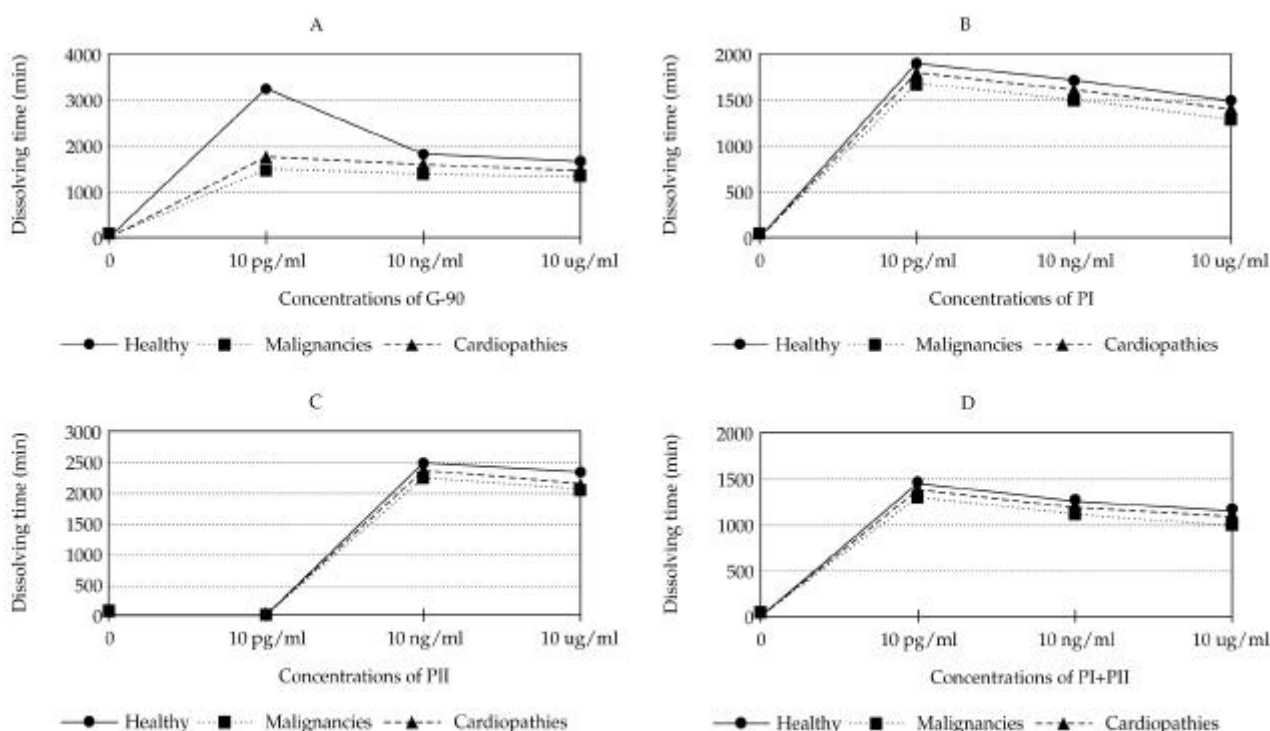 A
Dissolving time (min)
4000
3000
2000
1000
0
0 10 pg/ml 10 ng/ml 10 ug/ml
Concentrations of G-90
Healthy Malignancies Cardiopathies
B
Dissolving time (min)
2000
1500
1000
500
0
0 10 pg/ml 10 ng/ml 10 ug/ml
Concentrations of PI
Healthy Malignancies Cardiopathies
C
Dissolving time (min)
3000
2500
2000
1500
1000
500
0
0 10 pg/ml 10 ng/ml 10 ug/ml
Concentrations of PII
Healthy Malignancies Cardiopathies
D
Dissolving time (min)
2000
1500
1000
500
0
0 10 pg/ml 10 ng/ml 10 ug/ml
Concentrations of PI+PII
Healthy Malignancies Cardiopathies